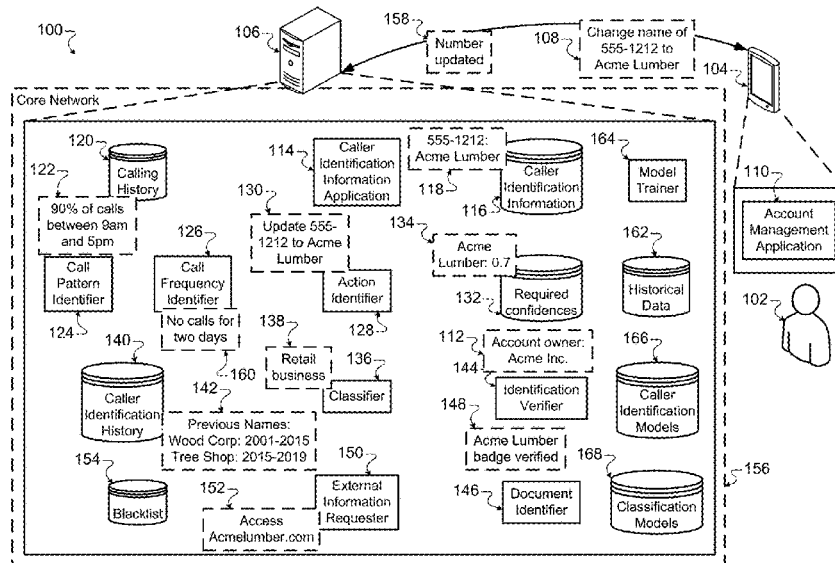 100
106
158
Number
updated
108
Change name of
555-1212 to
Acme Lumber
104
Core Network
120
Calling
History
122
90% of calls
between 9am
and 5pm
Call
Pattern
Identifier
124
126
Call
Frequency
Identifier
No calls for
two days
160
114
Caller
Identification
Information
Application
130
Update 555-
1212 to Acme
Lumber
Action
Identifier
128
555-1212:
Acme Lumber
118
116
Caller
Identification
Information
134
Acme
Lumber: 0.7
132
Required
confidences
164
Model
Trainer
162
Historical
Data
110
Account
Management
Application
102
140
Caller
Identification
History
142
Previous Names:
Wood Corp: 2001-2015
Tree Shop: 2015-2019
138
Retail
business
136
Classifier
112
Account owner:
Acme Inc.
144
Identification
Verifier
148
Acme Lumber
badge verified
166
Caller
Identification
Models
154
Blacklist
152
Access
Acmelumber.com
150
External
Information
Requester
146
Document
Identifier
168
Classification
Models
156